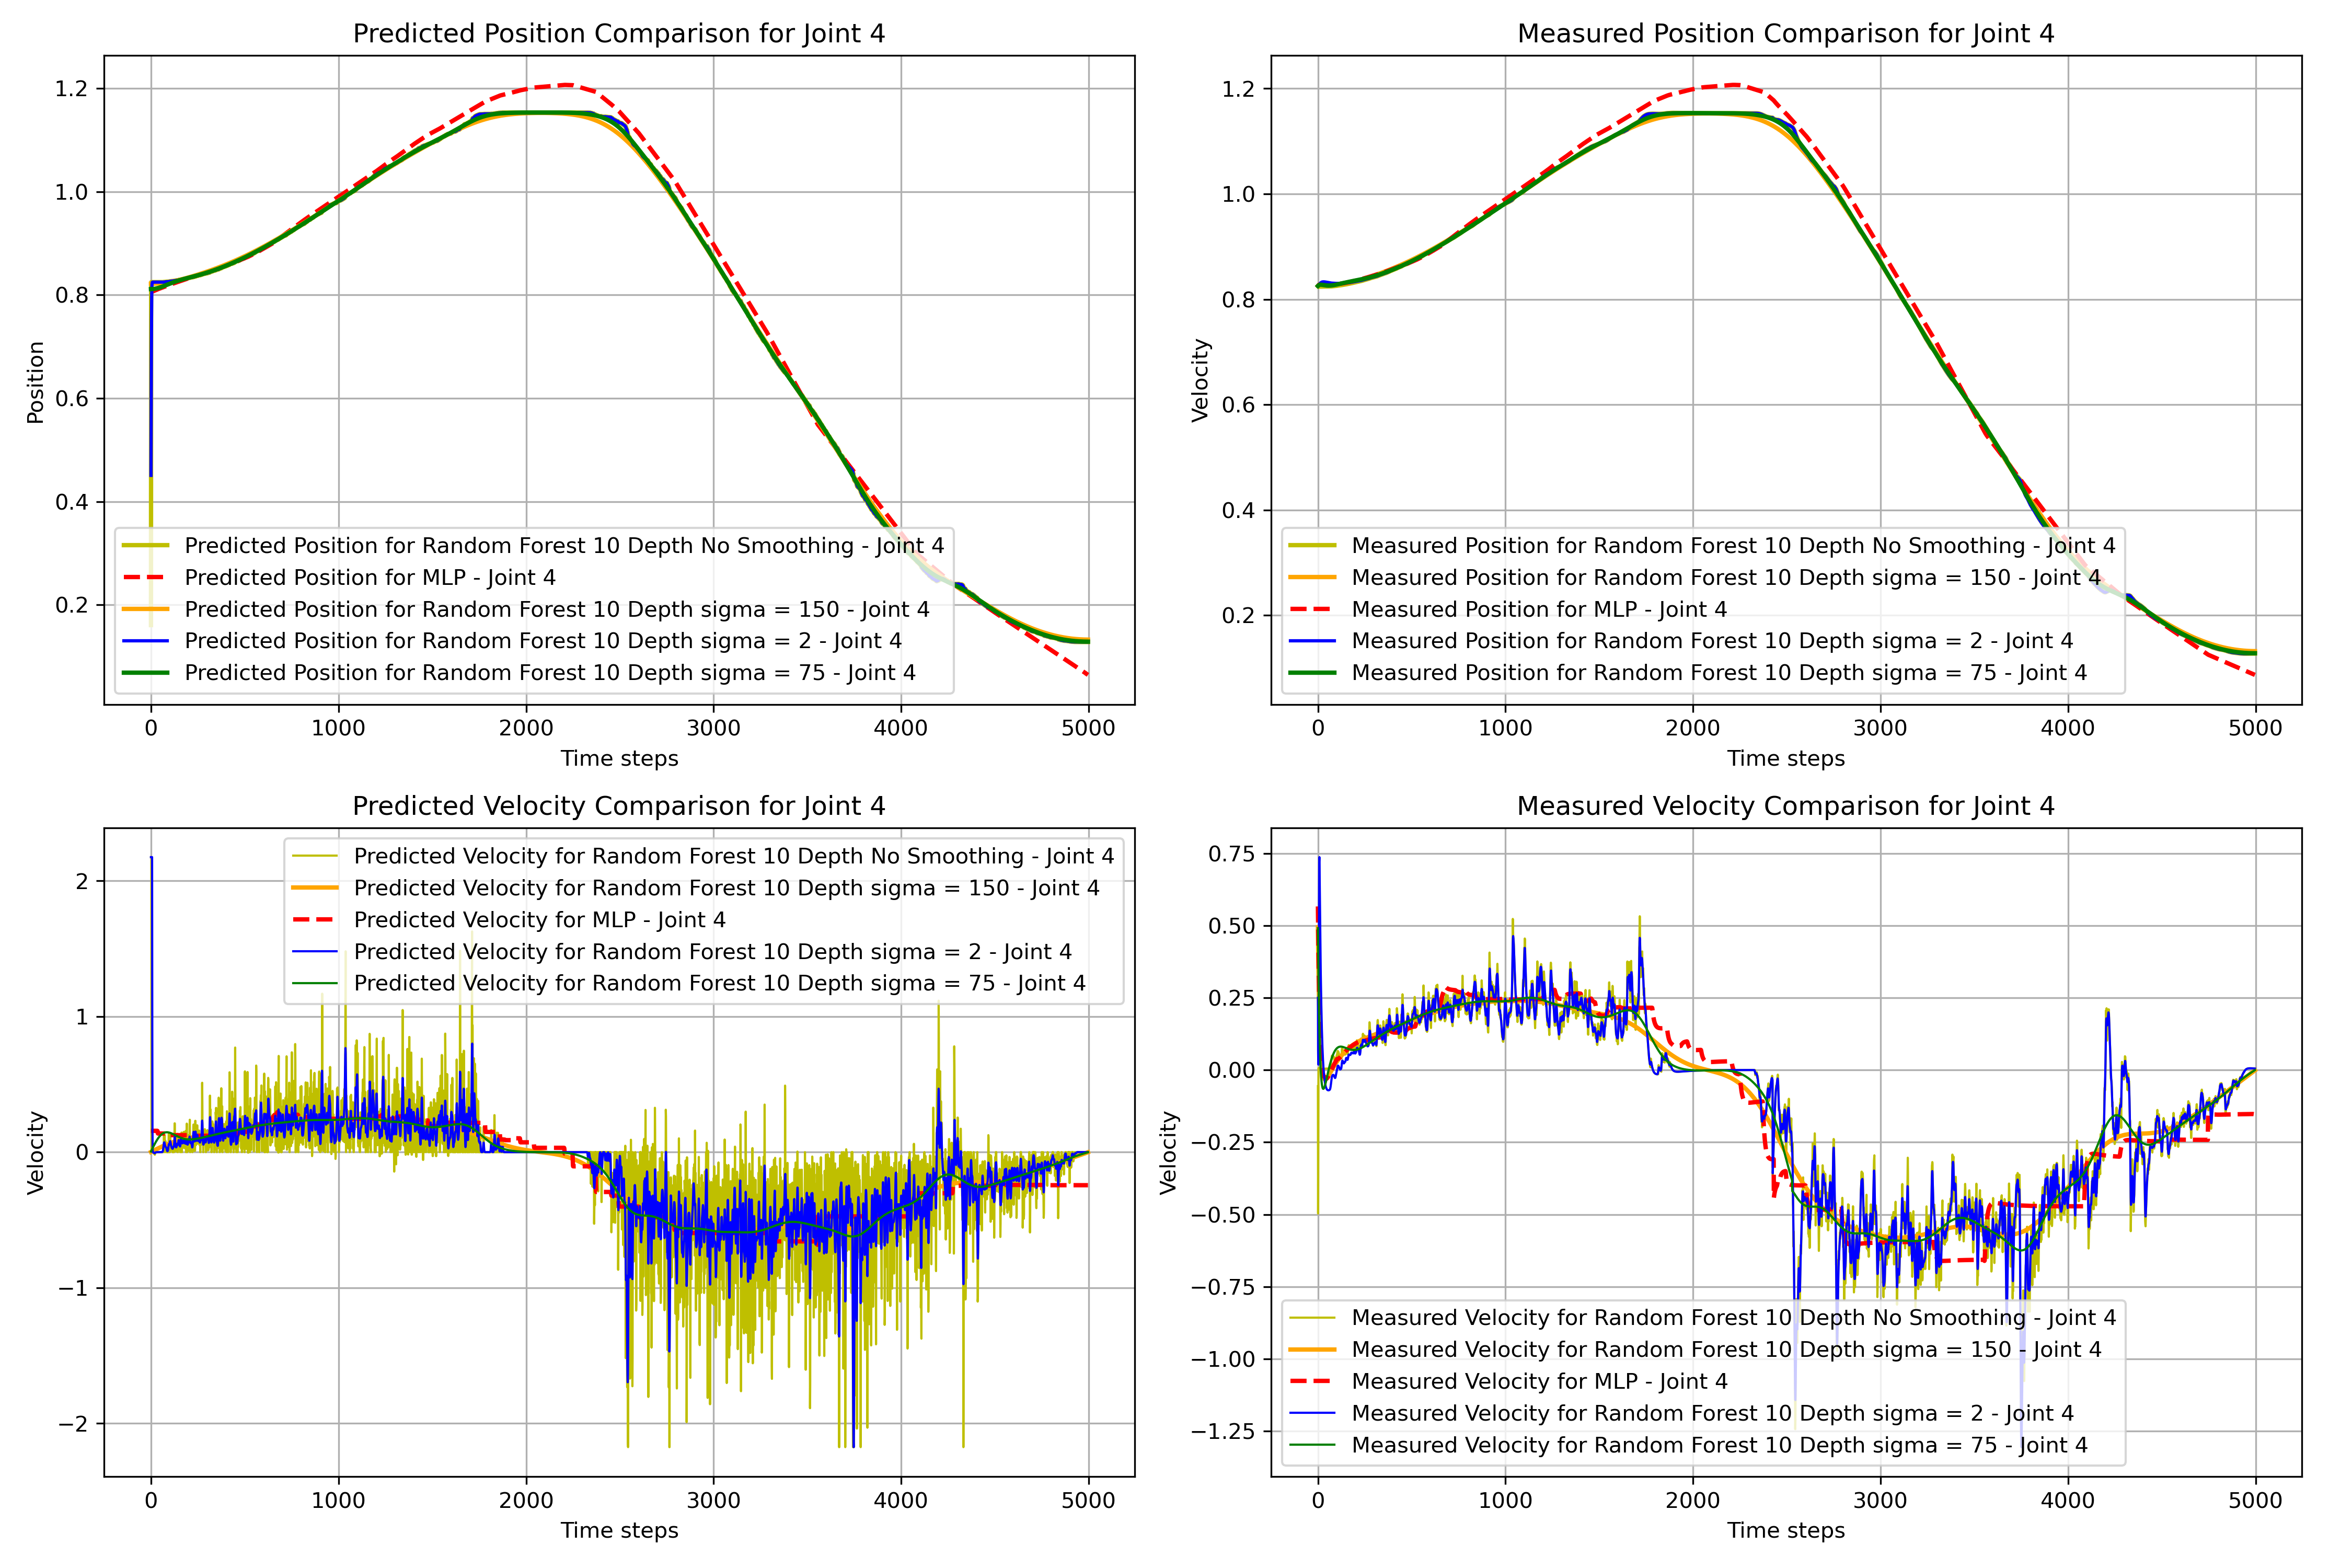 Predicted Position Comparison for Joint 4
Position
1.2
1.0
0.8
0.6
0.4
0.2
Predicted Position for Random Forest 10 Depth No Smoothing - Joint 4
Predicted Position for MLP - Joint 4
Predicted Position for Random Forest 10 Depth sigma = 150 - Joint 4
Predicted Position for Random Forest 10 Depth sigma = 2 - Joint 4
Predicted Position for Random Forest 10 Depth sigma = 75 - Joint 4
0 1000 2000 3000 4000 5000
Time steps
Measured Position Comparison for Joint 4
Velocity
1.2
1.0
0.8
0.6
0.4
0.2
Measured Position for Random Forest 10 Depth No Smoothing - Joint 4
Measured Position for Random Forest 10 Depth sigma = 150 - Joint 4
Measured Position for MLP - Joint 4
Measured Position for Random Forest 10 Depth sigma = 2 - Joint 4
Measured Position for Random Forest 10 Depth sigma = 75 - Joint 4
0 1000 2000 3000 4000 5000
Time steps
Predicted Velocity Comparison for Joint 4
Velocity
2
1
0
−1
−2
Predicted Velocity for Random Forest 10 Depth No Smoothing - Joint 4
Predicted Velocity for Random Forest 10 Depth sigma = 150 - Joint 4
Predicted Velocity for MLP - Joint 4
Predicted Velocity for Random Forest 10 Depth sigma = 2 - Joint 4
Predicted Velocity for Random Forest 10 Depth sigma = 75 - Joint 4
0 1000 2000 3000 4000 5000
Time steps
Measured Velocity Comparison for Joint 4
Velocity
0.75
0.50
0.25
0.00
−0.25
−0.50
−0.75
−1.00
−1.25
Measured Velocity for Random Forest 10 Depth No Smoothing - Joint 4
Measured Velocity for Random Forest 10 Depth sigma = 150 - Joint 4
Measured Velocity for MLP - Joint 4
Measured Velocity for Random Forest 10 Depth sigma = 2 - Joint 4
Measured Velocity for Random Forest 10 Depth sigma = 75 - Joint 4
0 1000 2000 3000 4000 5000
Time steps